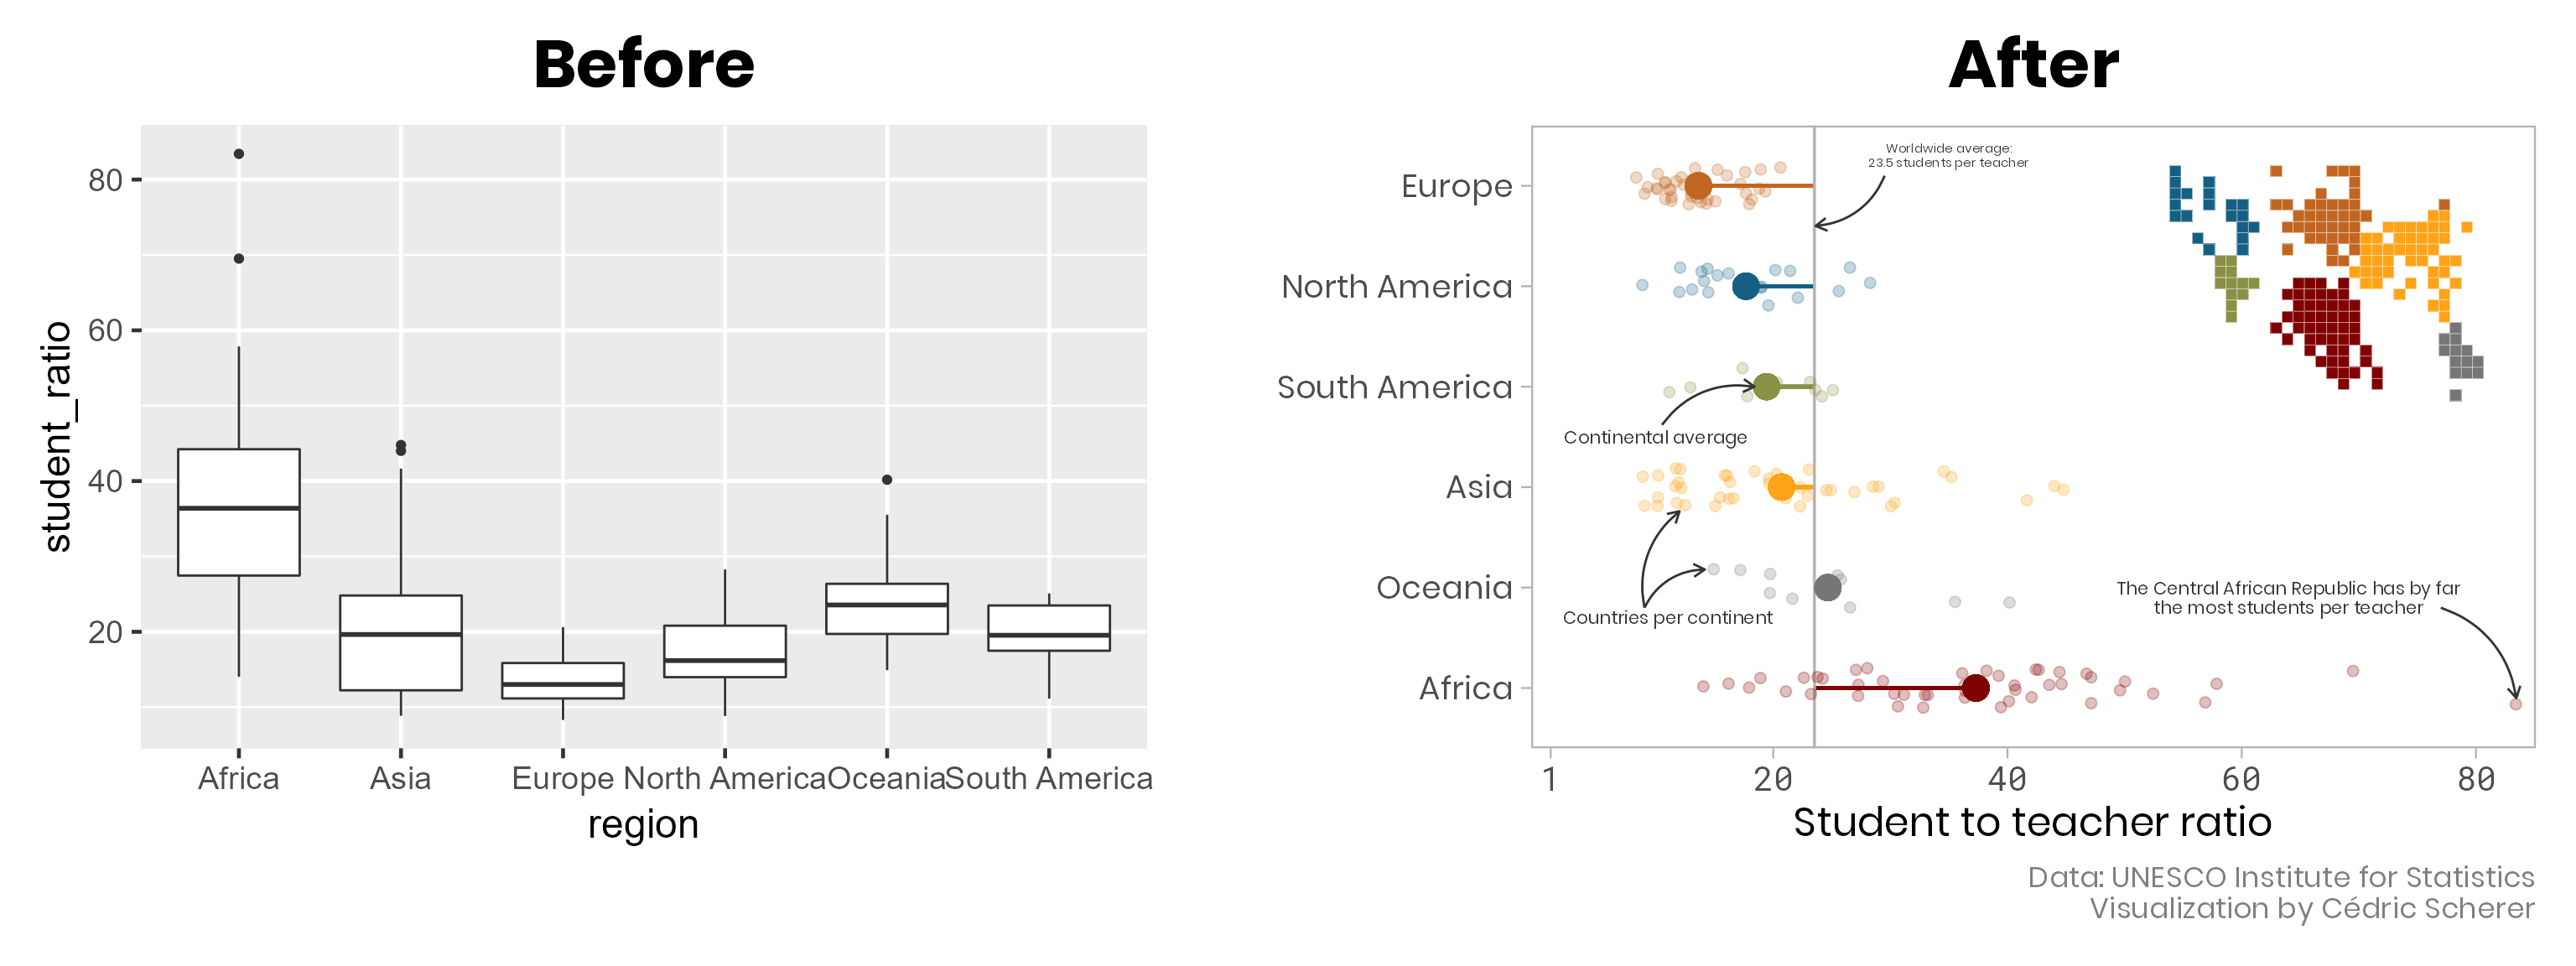 Before
student_ratio
80
60
40
20
Africa
Asia
Europe
North America
Oceania
South America
region
After
Europe
North America
South America
Asia
Oceania
Africa
Worldwide average:
23.5 students per teacher
Continental average
Countries per continent
The Central African Republic has by far
the most students per teacher
1
20
40
60
80
Student to teacher ratio
Data: UNESCO Institute for Statistics
Visualization by Cédric Scherer